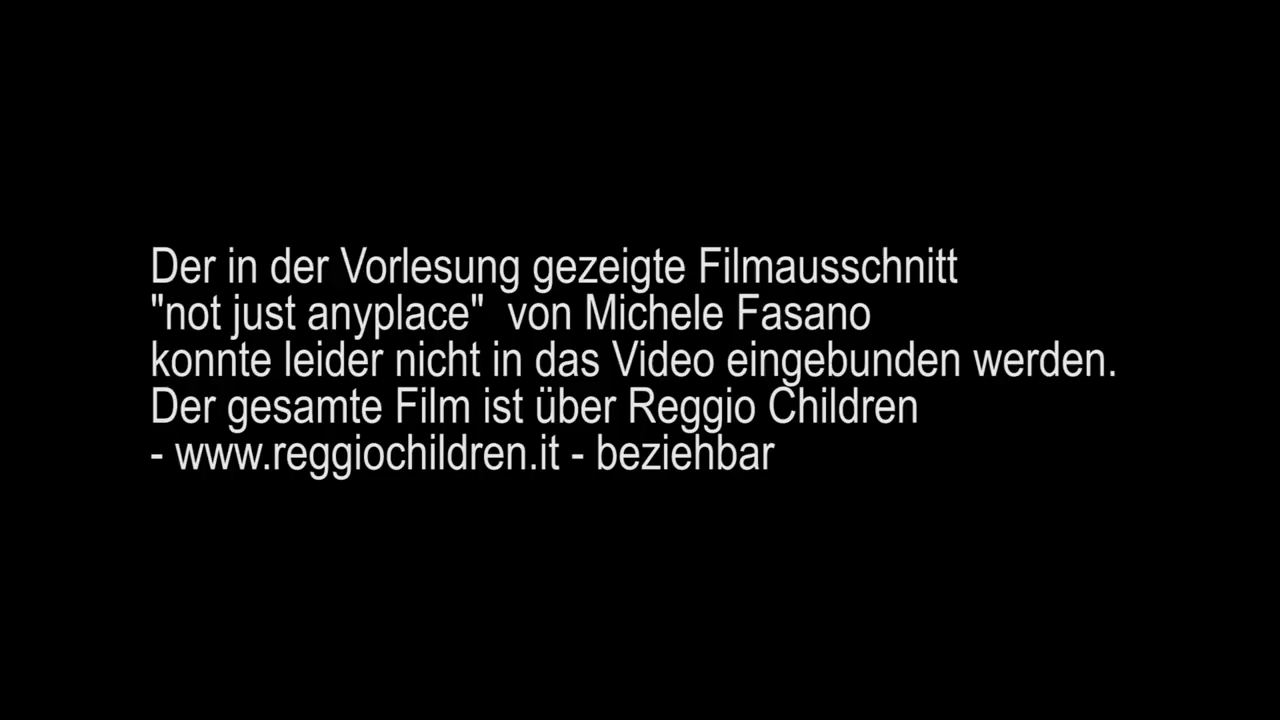 Der in der Vorlesung gezeigte Filmausschnitt
"not just anyplace"  von Michele Fasano
konnte leider nicht in das Video eingebunden werden.
Der gesamte Film ist über Reggio Children
- www.reggiochildren.it - beziehbar